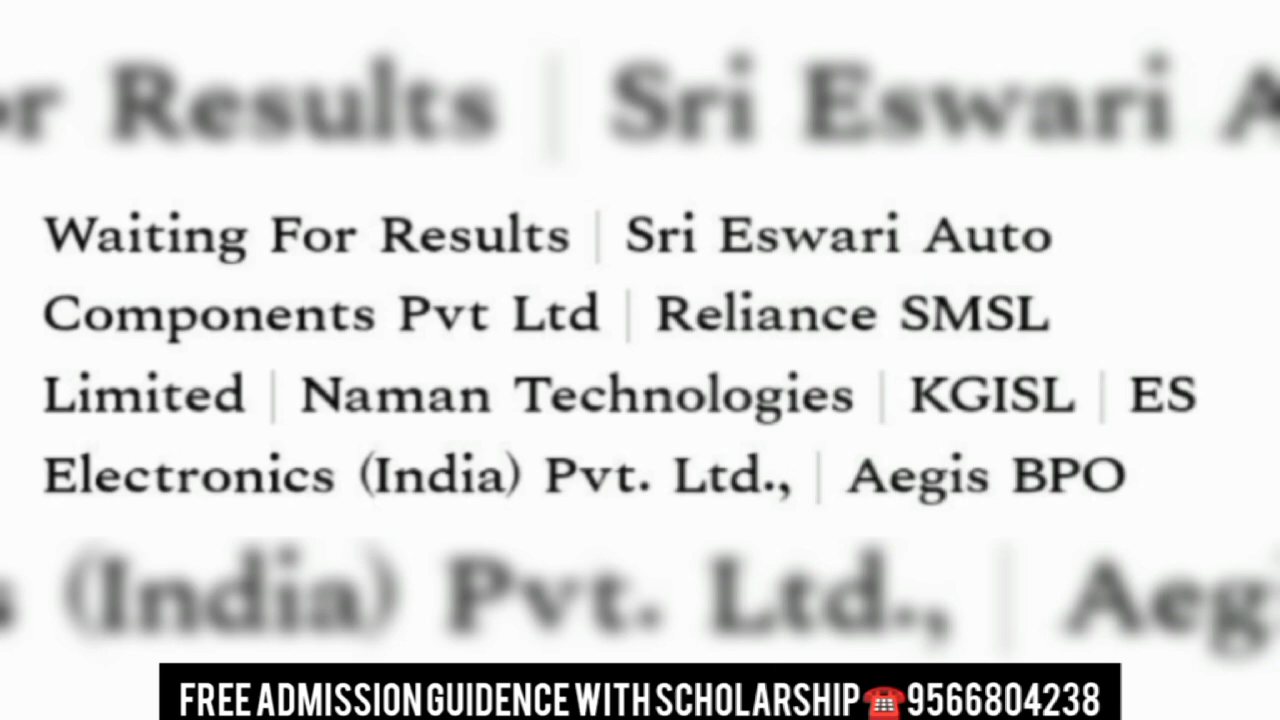 or Results | Sri Eswari A
Waiting For Results | Sri Eswari Auto
Components Pvt Ltd | Reliance SMSL
Limited | Naman Technologies | KGISL | ES
Electronics (India) Pvt. Ltd., | Aegis BPO
s (India) Pvt. Ltd., | Aegi
FREE ADMISSION GUIDENCE WITH SCHOLARSHIP ☎️9566804238